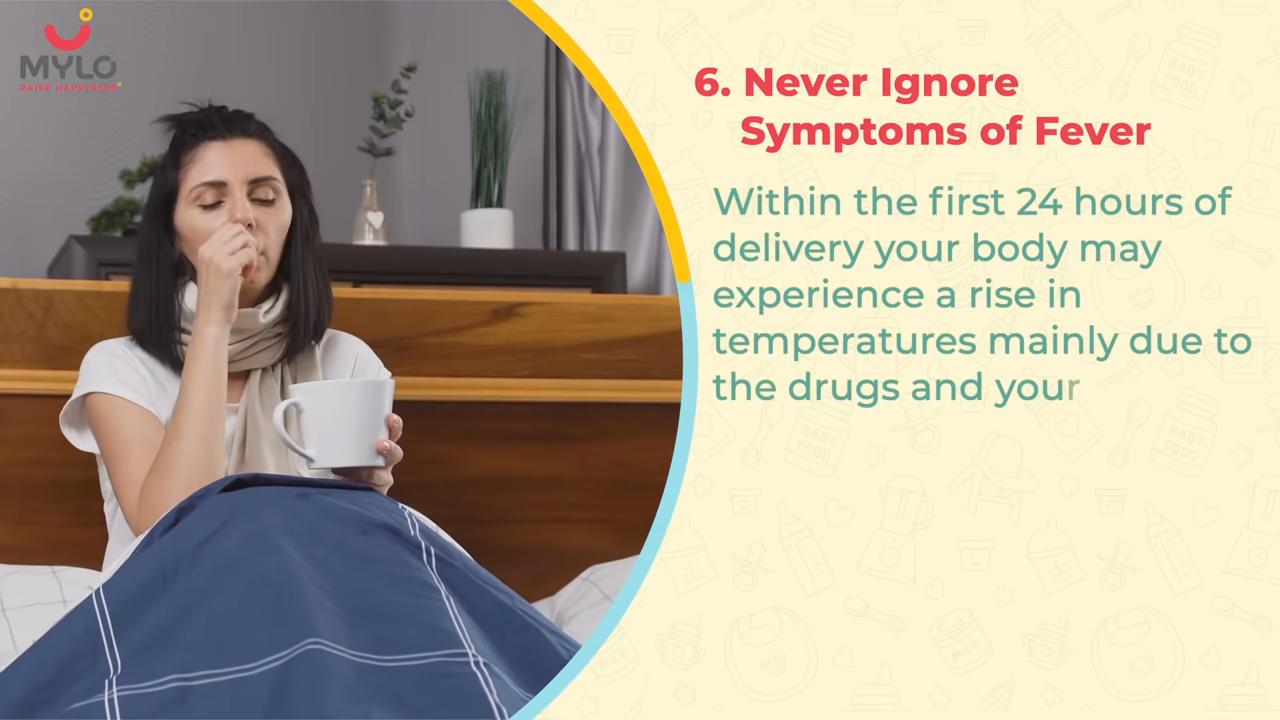 MYLO
RAISE HAPPINESS
6. Never Ignore
Symptoms of Fever
Within the first 24 hours of
delivery your body may
experience a rise in
temperatures mainly due to
the drugs and your